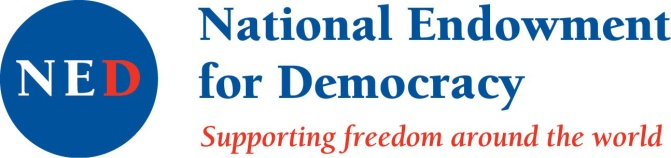 NED
National Endowment
for Democracy
Supporting freedom around the world